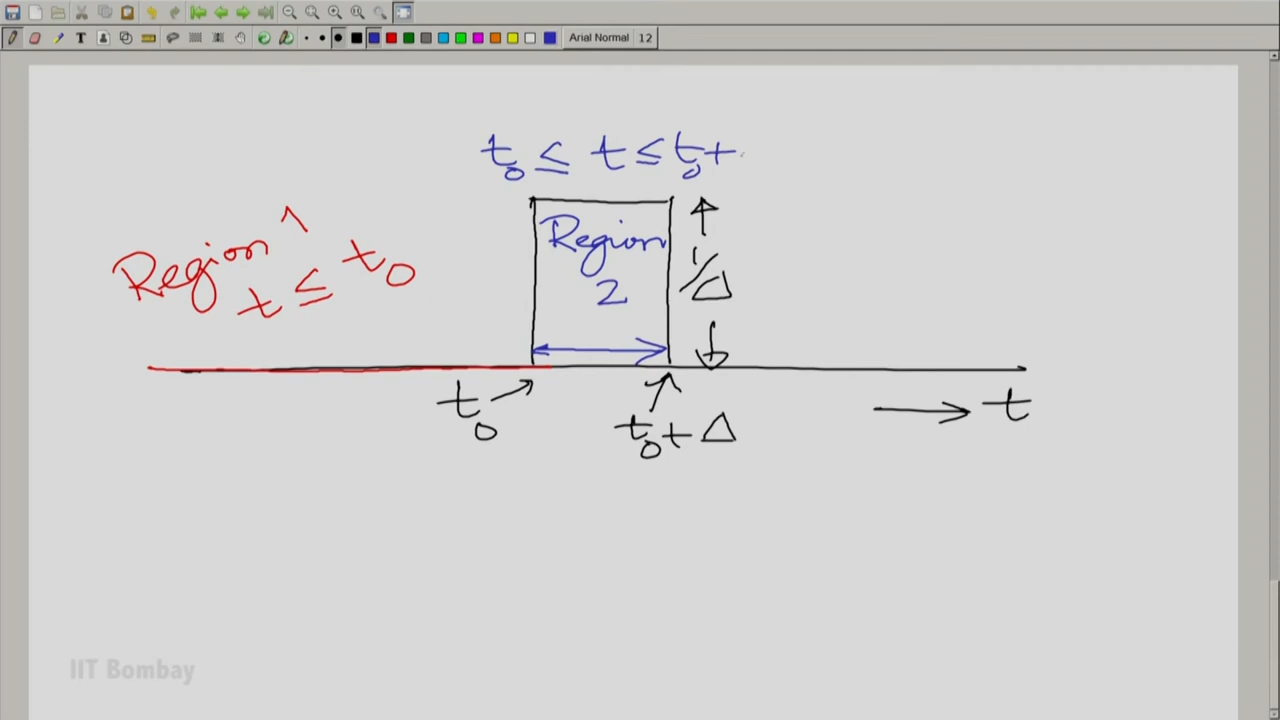 Arial Normal 12
t₀ ≤ t ≤ t₀+
Region 1
t ≤ t₀
Region
2
1/Δ
t₀
t₀+ Δ
t
IIT Bombay